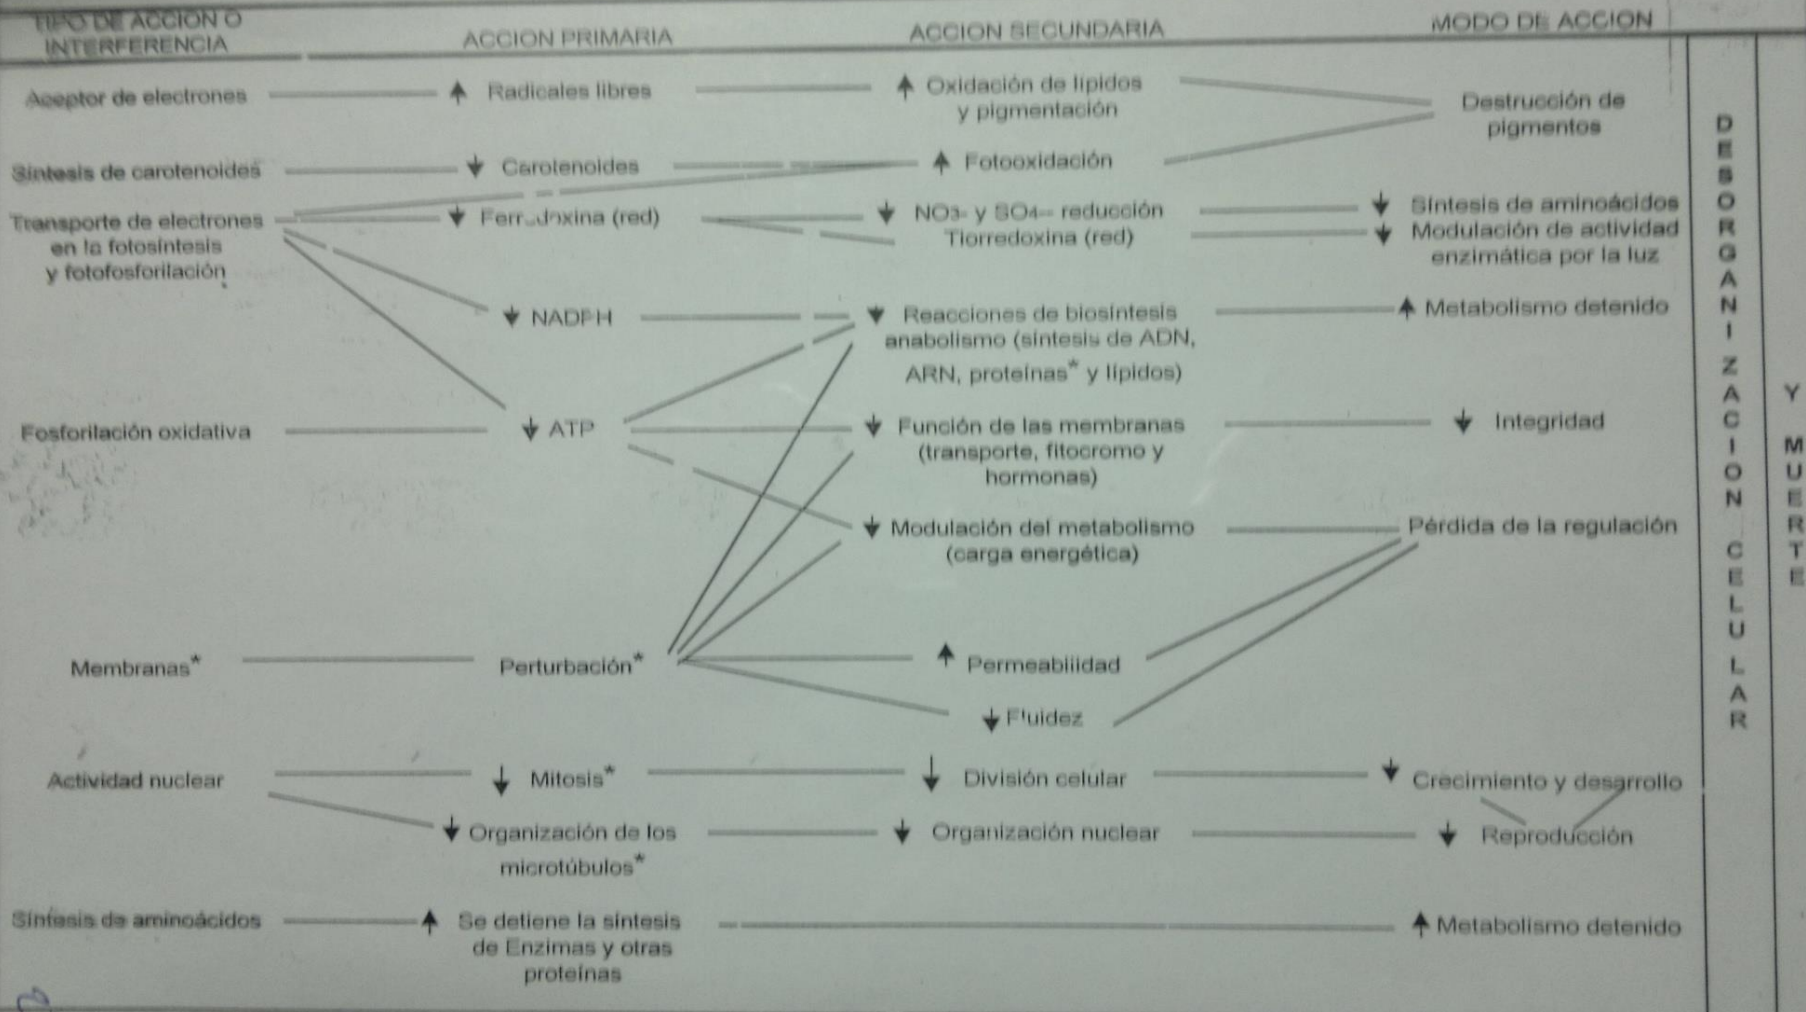 TIPO DE ACCION O
INTERFERENCIA
ACCION PRIMARIA
ACCION SECUNDARIA
MODO DE ACCION
Aceptor de electrones
↑ Radicales libres
↑ Oxidación de lípidos
y pigmentación
Destrucción de
pigmentos
Síntesis de carotenoides
↓ Carotenoides
↑ Fotooxidación
Transporte de electrones
en la fotosíntesis
y fotofosforilación
↓ Ferredoxina (red)
↓ NO3- y SO4-- reducción
Tiorredoxina (red)
↓ Síntesis de aminoácidos
↓ Modulación de actividad
enzimática por la luz
↓ NADPH
↓ Reacciones de biosíntesis
anabolismo (síntesis de ADN,
ARN, proteínas* y lípidos)
↑ Metabolismo detenido
Fosforilación oxidativa
↓ ATP
↓ Función de las membranas
(transporte, fitocromo y
hormonas)
↓ Integridad
↓ Modulación del metabolismo
(carga energética)
Pérdida de la regulación
Membranas*
Perturbación*
↑ Permeabilidad
↓ Fluidez
Actividad nuclear
↓ Mitosis*
↓ División celular
↓ Crecimiento y desarrollo
↓ Organización de los
microtúbulos*
↓ Organización nuclear
↓ Reproducción
Síntesis de aminoácidos
↑ Se detiene la síntesis
de Enzimas y otras
proteínas
↑ Metabolismo detenido
DESORGANIZACION CELULAR
Y MUERTE